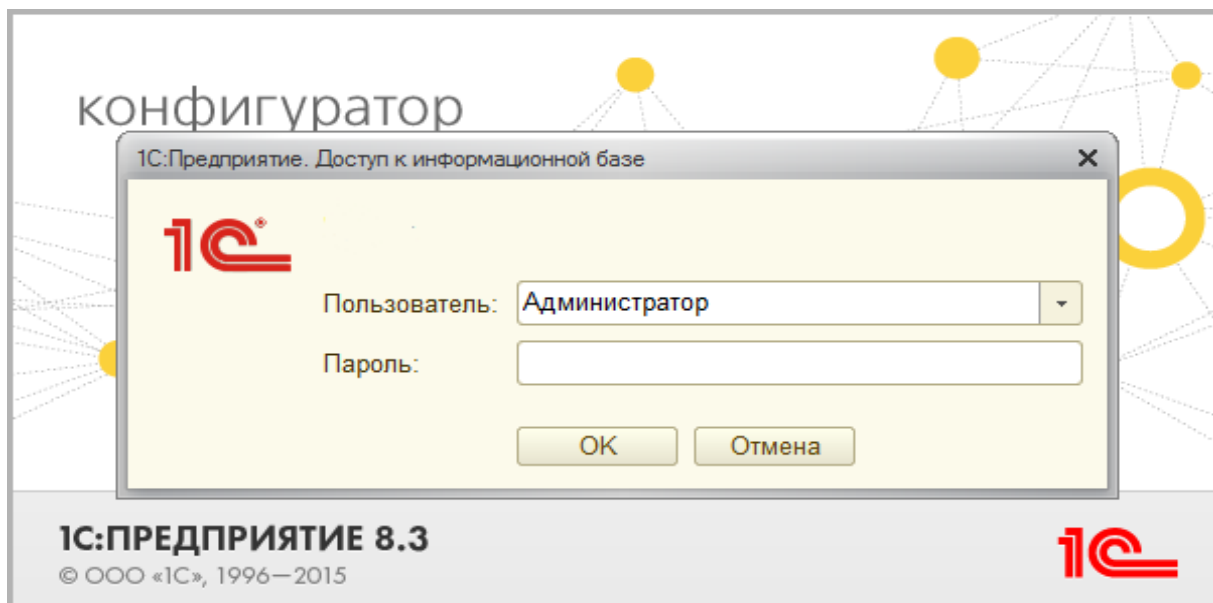 конфигуратор
1С:Предприятие. Доступ к информационной базе
1С®
Пользователь: Администратор
Пароль:
ОК Отмена
1С:ПРЕДПРИЯТИЕ 8.3
© ООО «1С», 1996—2015
1С